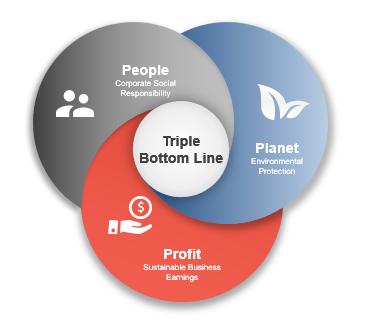 People
Corporate Social
Responsibility
Triple
Bottom Line
Planet
Environmental
Protection
$
Profit
Sustainable Business
Earnings